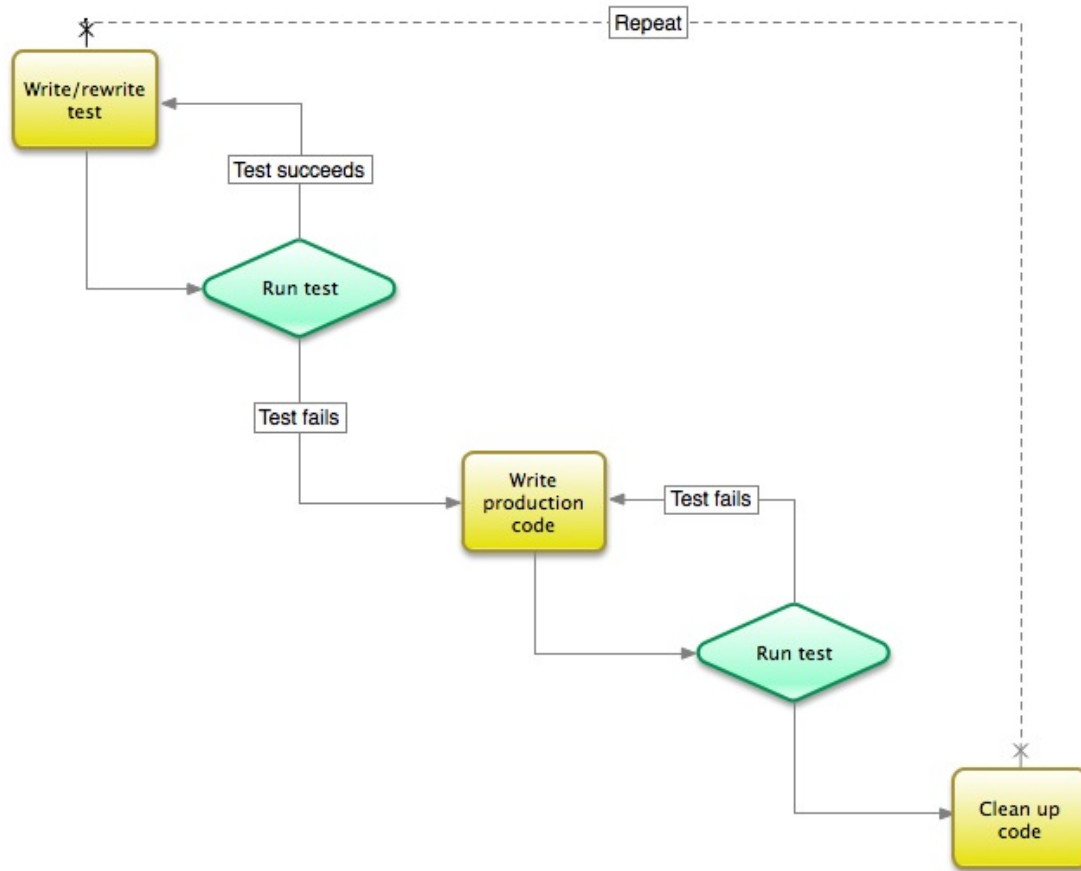 Repeat
Write/rewrite
test
Test succeeds
Run test
Test fails
Write
production
code
Test fails
Run test
Clean up
code